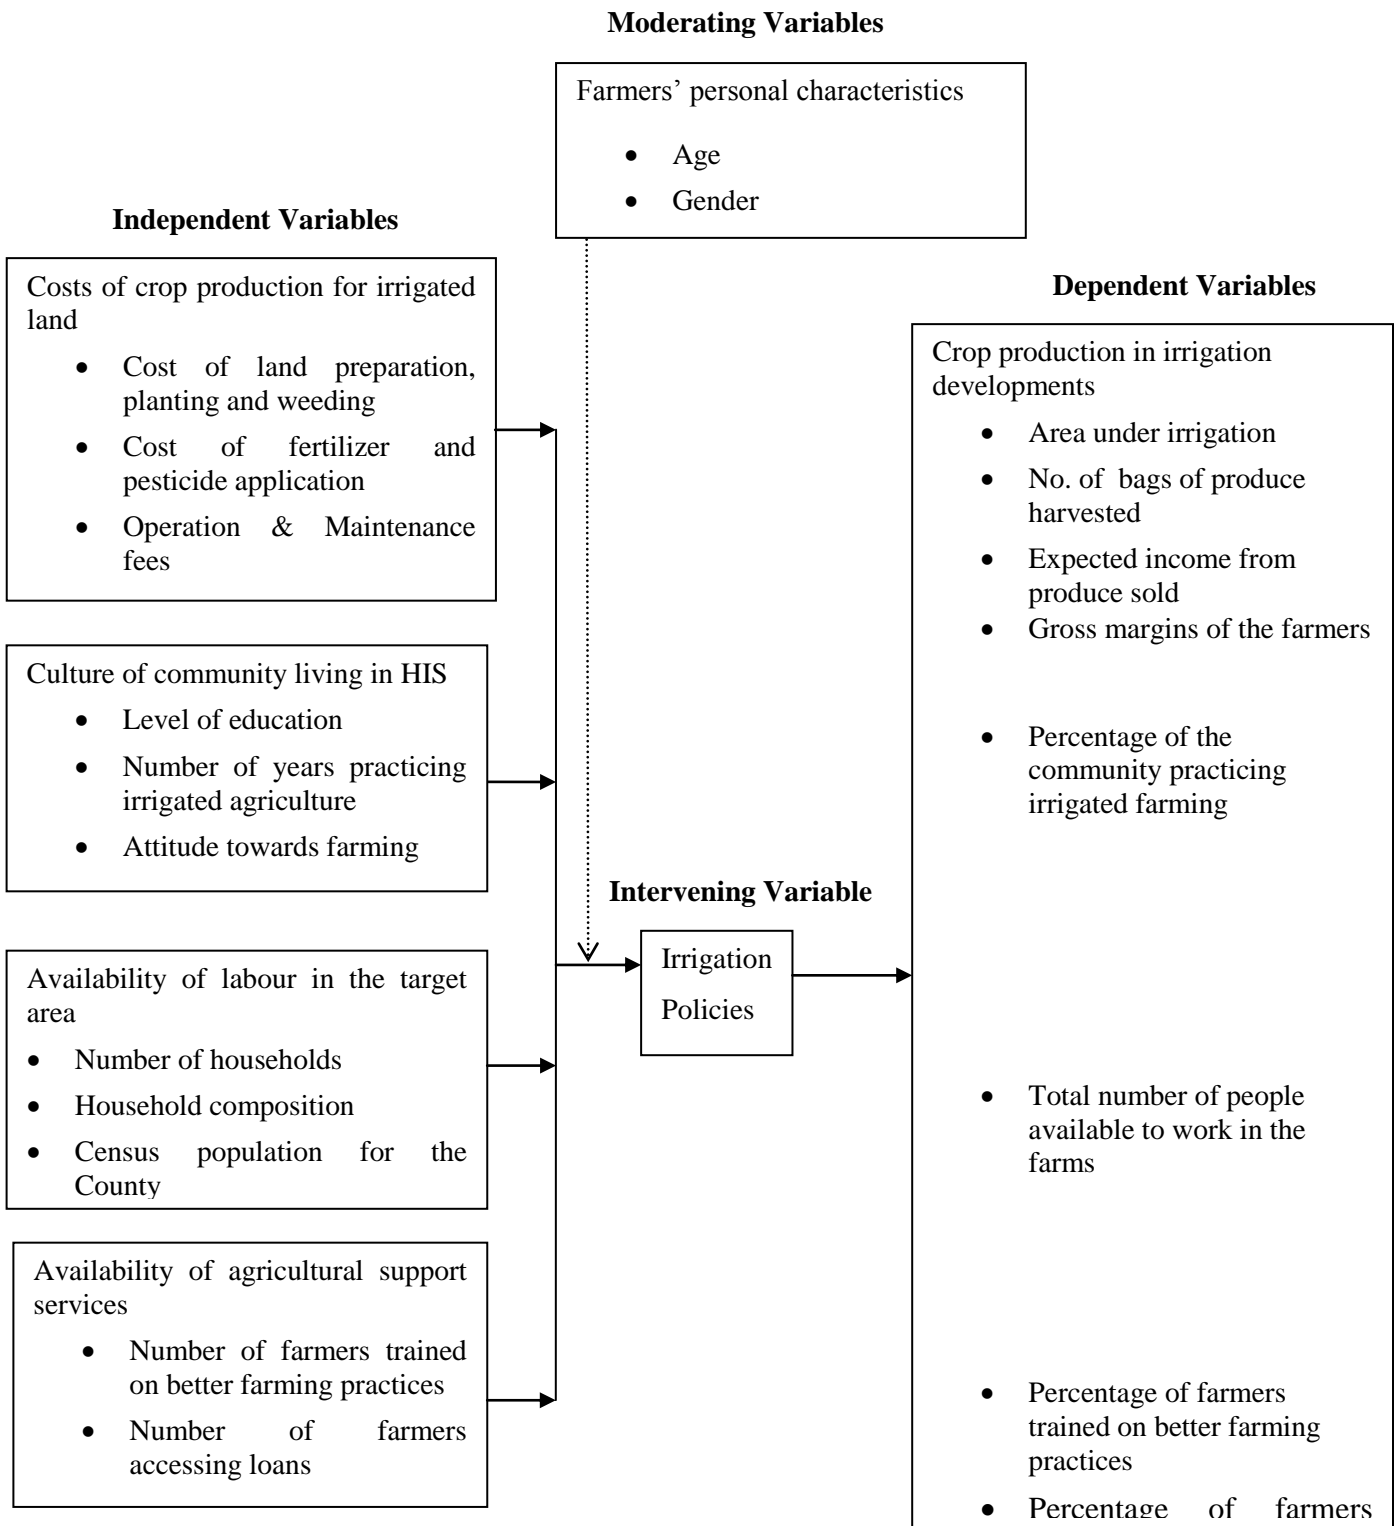 Moderating Variables
Farmers’ personal characteristics
• Age
• Gender
Independent Variables
Costs of crop production for irrigated
land
• Cost of land preparation,
planting and weeding
• Cost of fertilizer and
pesticide application
• Operation & Maintenance
fees
Culture of community living in HIS
• Level of education
• Number of years practicing
irrigated agriculture
• Attitude towards farming
Availability of labour in the target
area
• Number of households
• Household composition
• Census population for the
County
Availability of agricultural support
services
• Number of farmers trained
on better farming practices
• Number of farmers
accessing loans
Intervening Variable
Irrigation
Policies
Dependent Variables
Crop production in irrigation
developments
• Area under irrigation
• No. of bags of produce
harvested
• Expected income from
produce sold
• Gross margins of the farmers
• Percentage of the
community practicing
irrigated farming
• Total number of people
available to work in the
farms
• Percentage of farmers
trained on better farming
practices
• Percentage of farmers